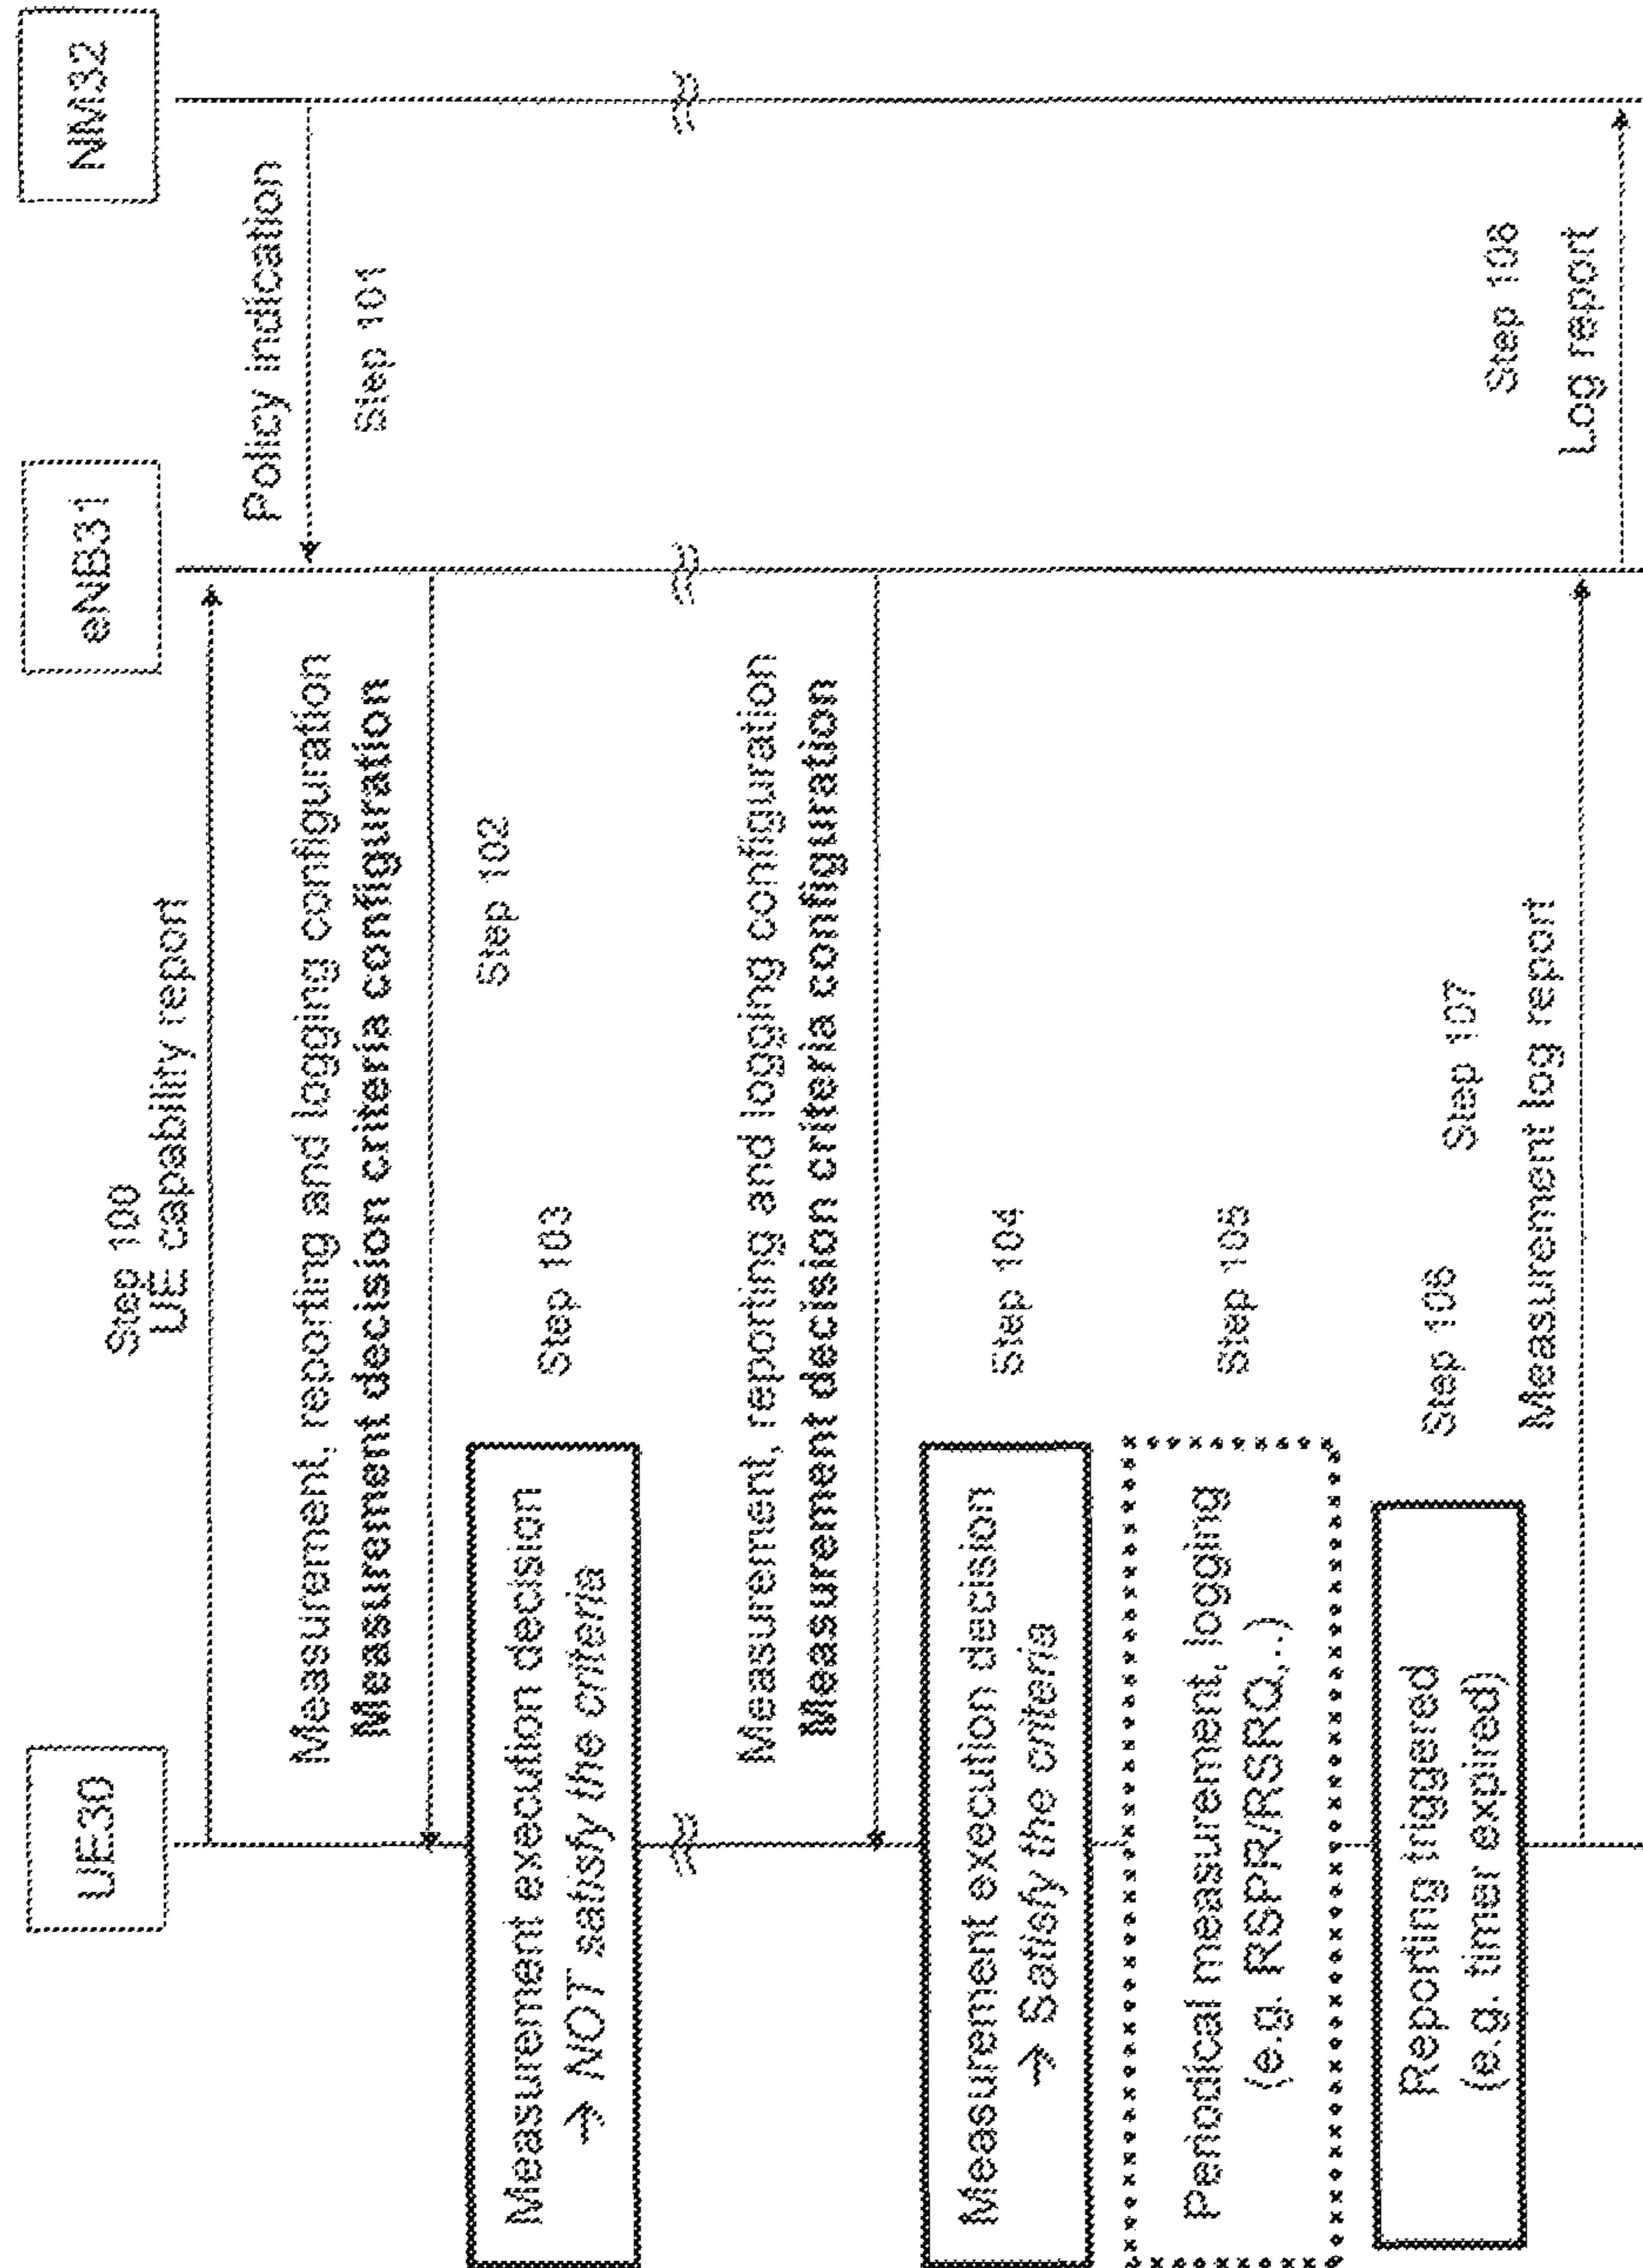 UE30
eNB31
NM32
Step 100
UE capability report
Policy indication
Step 101
Measurement, reporting and logging configuration
Measurement decision criteria configuration
Step 102
Measurement execution decision
→ NOT satisfy the criteria
Step 103
Measurement, reporting and logging configuration
Measurement decision criteria configuration
Measurement execution decision
→ Satisfy the criteria
Step 104
Periodical measurement, logging
(e.g. RSPR/RSRQ,..)
Step 105
Reporting triggered
(e.g. timer expired)
Step 106
Step 107
Measurement log report
Step 108
Log report